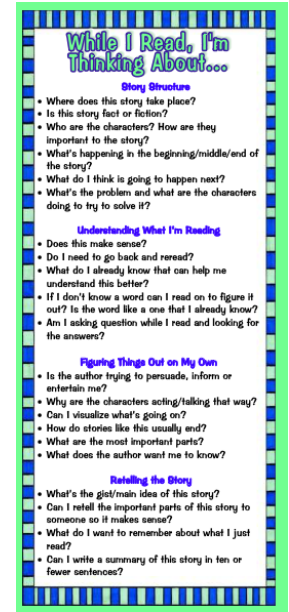 While I Read, I'm
Thinking About...
Story Structure
• Where does this story take place?
• Is this story fact or fiction?
• Who are the characters? How are they
important to the story?
• What's happening in the beginning/middle/end of
the story?
• What do I think is going to happen next?
• What's the problem and what are the characters
doing to try to solve it?
Understanding What I'm Reading
• Does this make sense?
• Do I need to go back and reread?
• What do I already know that can help me
understand this better?
• If I don't know a word can I read on to figure it
out? Is the word like a one that I already know?
• Am I asking question while I read and looking for
the answers?
Figuring Things Out on My Own
• Is the author trying to persuade, inform or
entertain me?
• Why are the characters acting/talking that way?
• Can I visualize what's going on?
• How do stories like this usually end?
• What are the most important parts?
• What does the author want me to know?
Retelling the Story
• What's the gist/main idea of this story?
• Can I retell the important parts of this story to
someone so it makes sense?
• What do I want to remember about what I just
read?
• Can I write a summary of this story in ten or
fewer sentences?